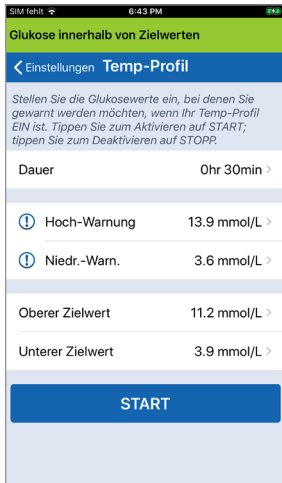 SIM fehlt 6:43 PM
Glukose innerhalb von Zielwerten
Einstellungen Temp-Profil
Stellen Sie die Glukosewerte ein, bei denen Sie
gewarnt werden möchten, wenn Ihr Temp-Profil
EIN ist. Tippen Sie zum Aktivieren auf START;
tippen Sie zum Deaktivieren auf STOPP.
Dauer 0hr 30min
Hoch-Warnung 13.9 mmol/L
Niedr.-Warn. 3.6 mmol/L
Oberer Zielwert 11.2 mmol/L
Unterer Zielwert 3.9 mmol/L
START